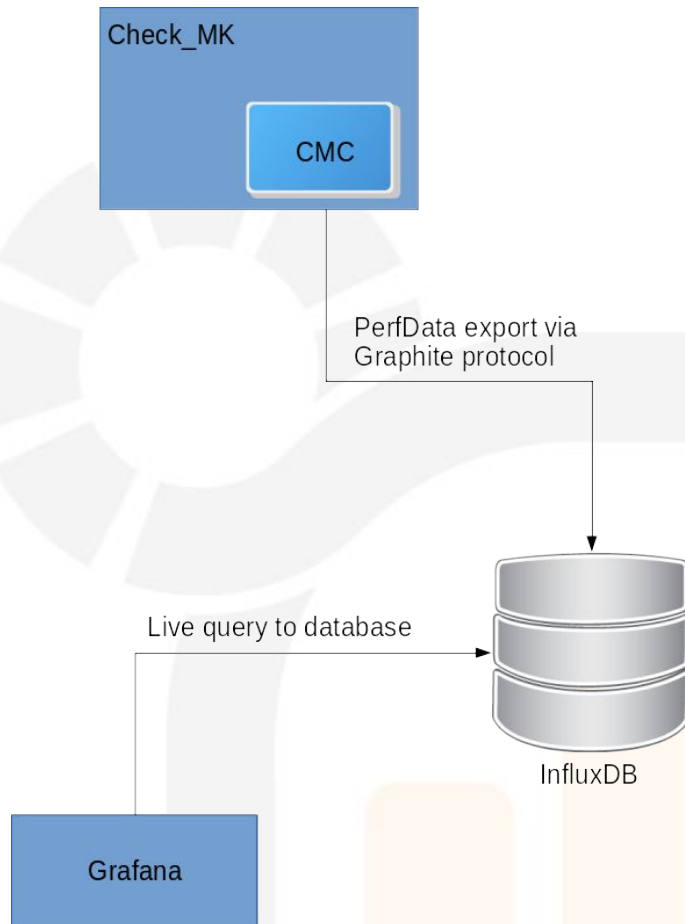 Check_MK
CMC
PerfData export via
Graphite protocol
Live query to database
InfluxDB
Grafana